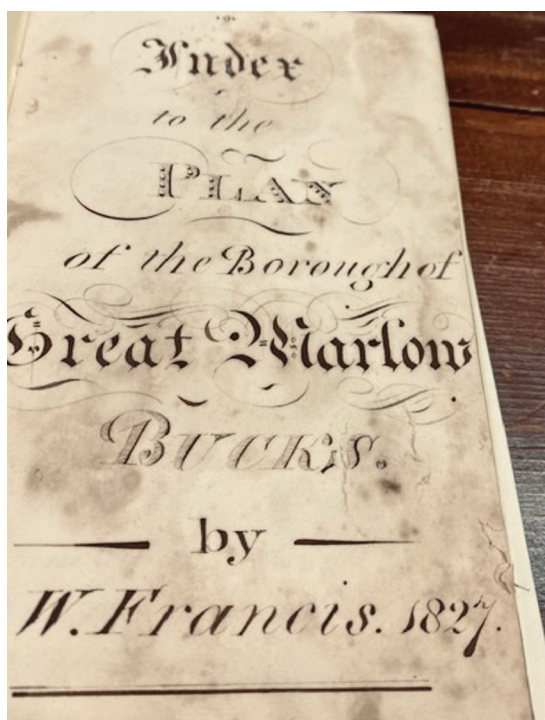 Index
to the
PLAN
of the Borough of
Great Marlow
BUCKS.
by
W. Francis. 1827.